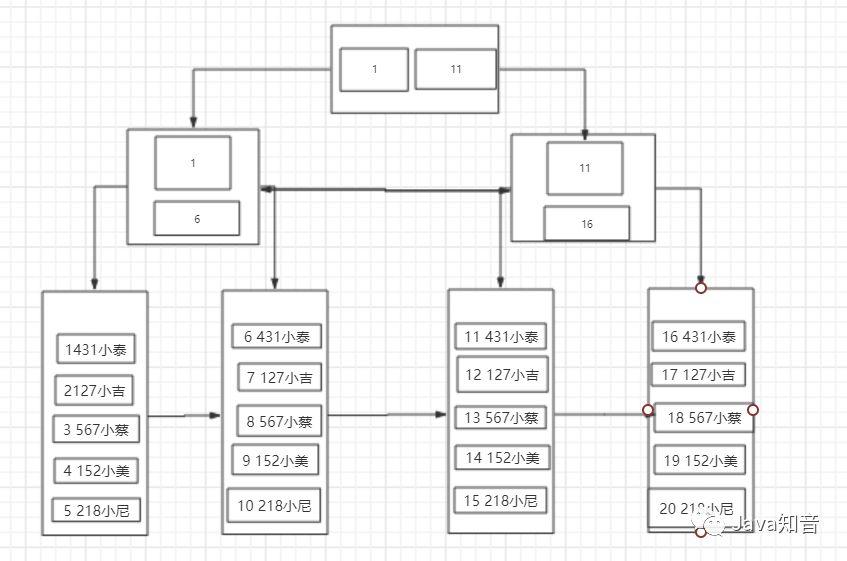 1 11
1
6
11
16
1431小泰
2127小吉
3 567小蔡
4 152小美
5 218小尼
6 431小泰
7 127小吉
8 567小蔡
9 152小美
10 218小尼
11 431小泰
12 127小吉
13 567小蔡
14 152小美
15 218小尼
16 431小泰
17 127小吉
18 567小蔡
19 152小美
20 218小尼
Java知音